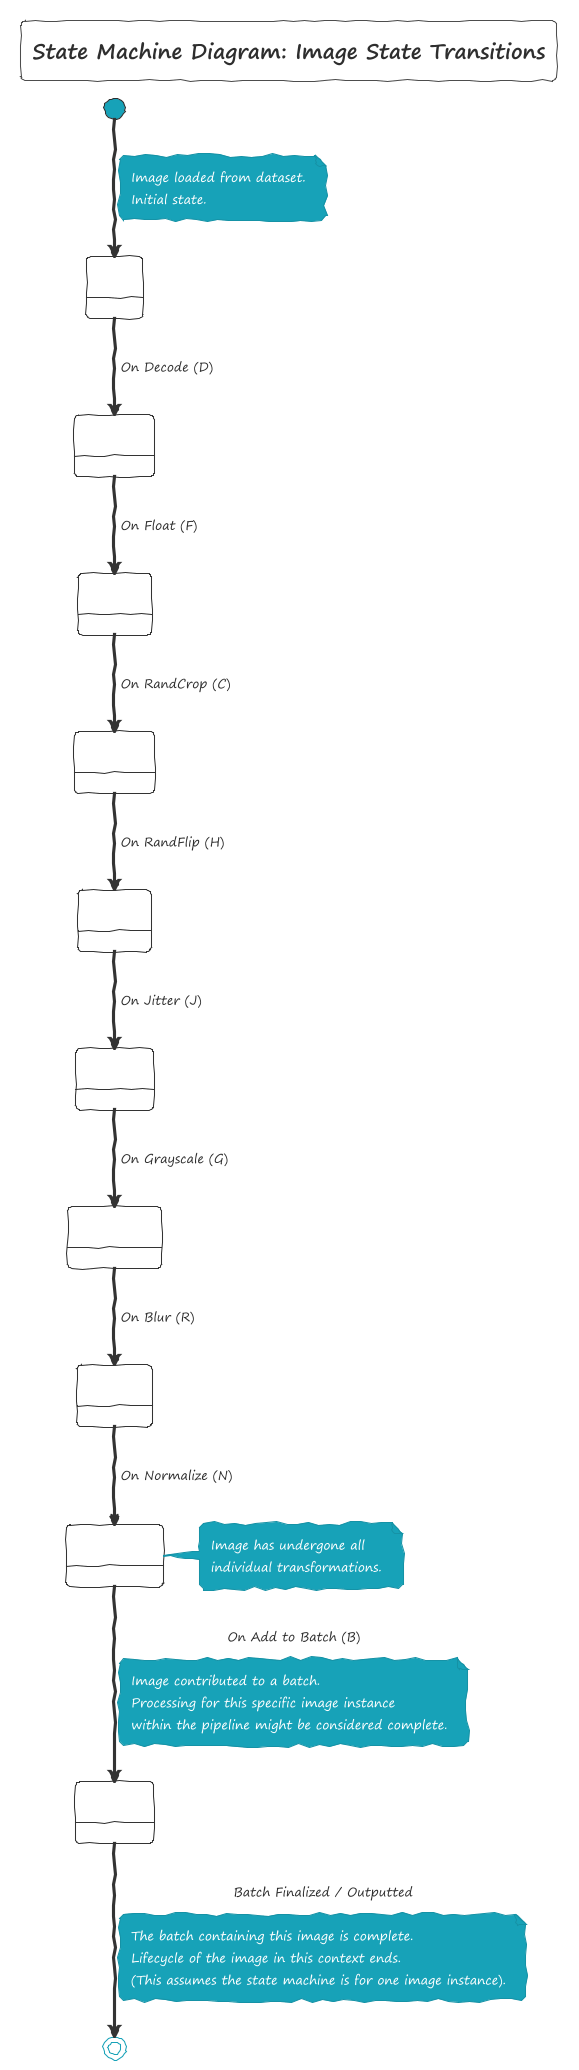 State Machine Diagram: Image State Transitions
Image loaded from dataset.
Initial state.
On Decode (D)
On Float (F)
On RandCrop (C)
On RandFlip (H)
On Jitter (J)
On Grayscale (G)
On Blur (R)
On Normalize (N)
Image has undergone all
individual transformations.
On Add to Batch (B)
Image contributed to a batch.
Processing for this specific image instance
within the pipeline might be considered complete.
Batch Finalized / Outputted
The batch containing this image is complete.
Lifecycle of the image in this context ends.
(This assumes the state machine is for one image instance).